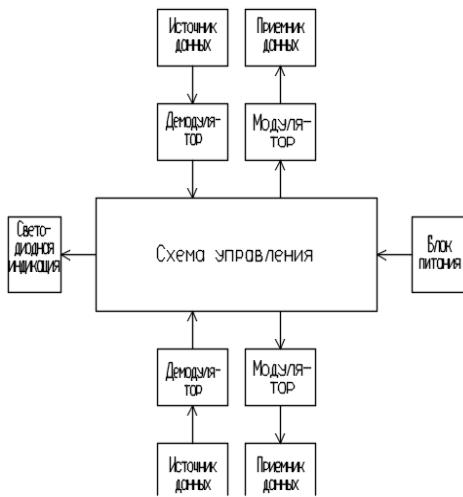 Источник
данных
Приемник
данных
Демодуля-
тор
Модуля-
тор
Свето-
диодная
индикация
Схема управления
Блок
питания
Демодуля-
тор
Модуля-
тор
Источник
данных
Приемник
данных